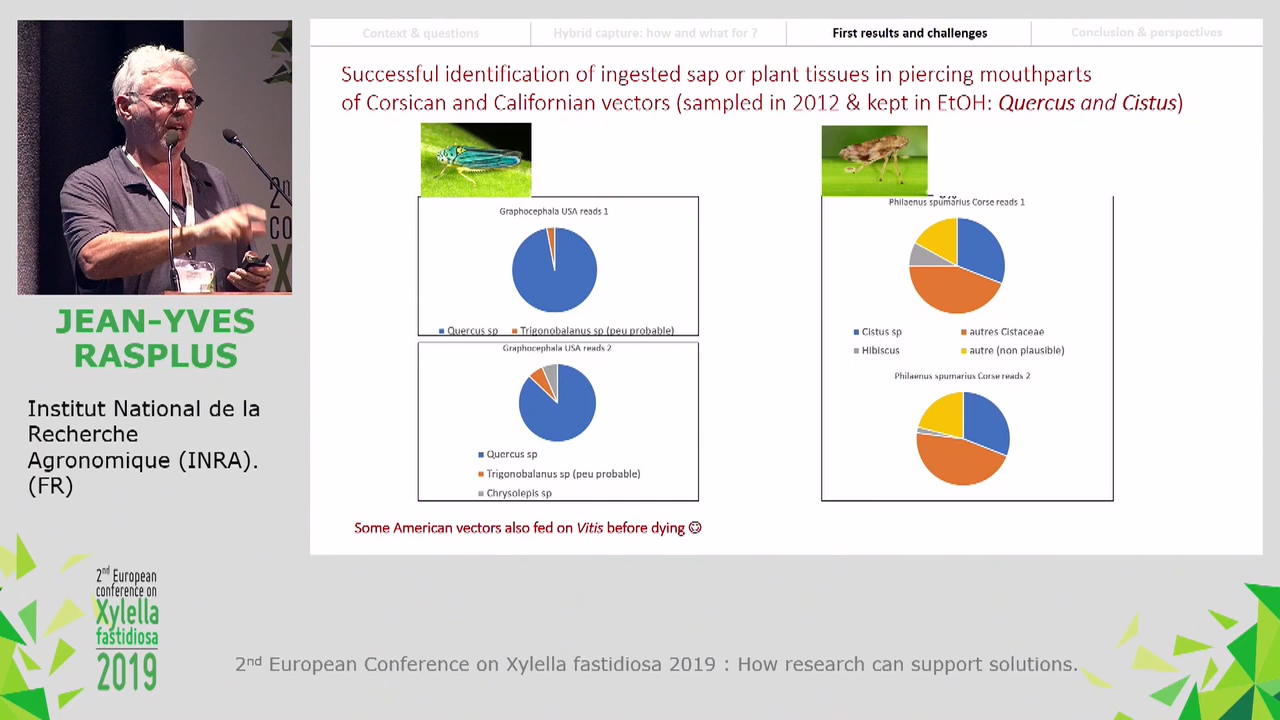 Context & questions
Hybrid capture: how and what for ?
First results and challenges
Conclusion & perspectives
Successful identification of ingested sap or plant tissues in piercing mouthparts
of Corsican and Californian vectors (sampled in 2012 & kept in EtOH: Quercus and Cistus)
Graphocephala USA reads 1
Quercus sp
Trigonobalanus sp (peu probable)
Graphocephala USA reads 2
Quercus sp
Trigonobalanus sp (peu probable)
Chrysolepis sp
Philaenus spumarius Corse reads 1
Cistus sp
autres Cistaceae
Hibiscus
autre (non plausible)
Philaenus spumarius Corse reads 2
Some American vectors also fed on Vitis before dying ☹
2n
CO
X
JEAN-YVES
RASPLUS
Institut National de la
Recherche
Agronomique (INRA).
(FR)
2nd European
conference on
Xylella
fastidiosa
2019
2nd European Conference on Xylella fastidiosa 2019 : How research can support solutions.